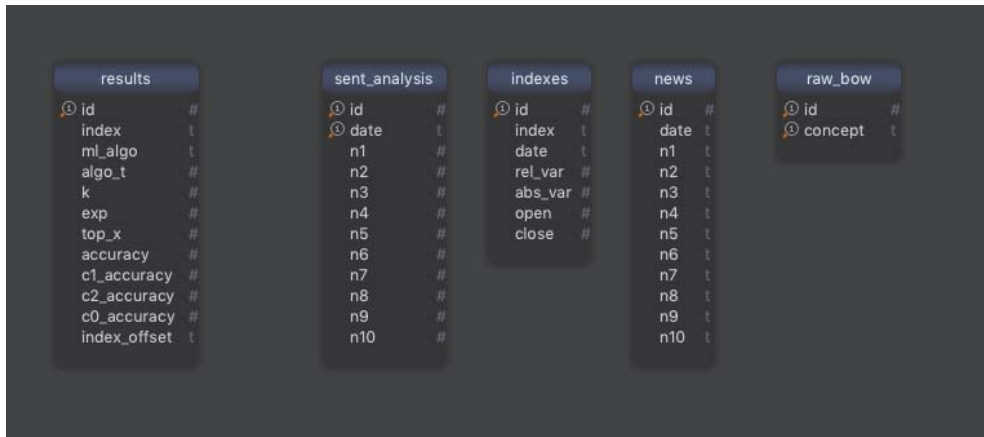 results
id #
index t
ml_algo t
algo_t #
k #
exp #
top_x #
accuracy #
c1_accuracy #
c2_accuracy #
c0_accuracy #
index_offset t
sent_analysis
id #
date t
n1 #
n2 #
n3 #
n4 #
n5 #
n6 #
n7 #
n8 #
n9 #
n10 #
indexes
id #
index t
date t
rel_var #
abs_var #
open #
close #
news
id #
date t
n1 t
n2 t
n3 t
n4 t
n5 t
n6 t
n7 t
n8 t
n9 t
n10 t
raw_bow
id #
concept t